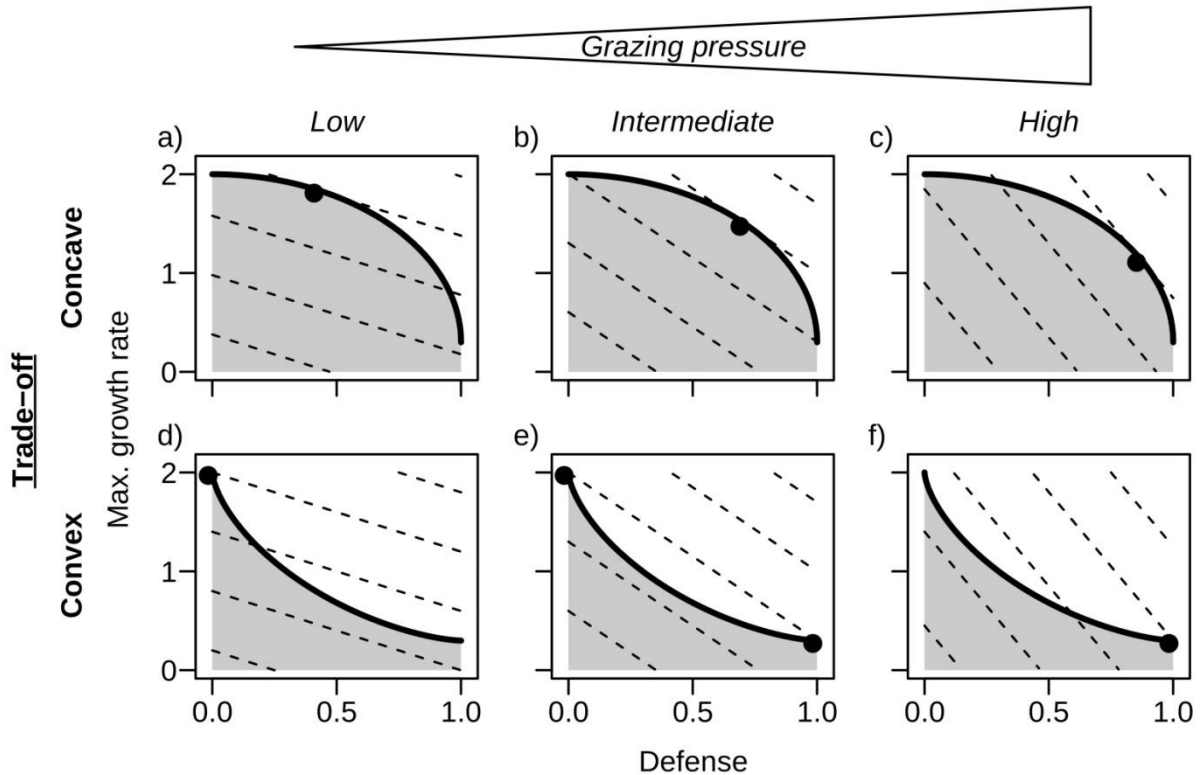 Grazing pressure
Low
Intermediate
High
a)
b)
c)
2
1
0
Concave
Trade–off
Max. growth rate
d)
e)
f)
2
1
0
Convex
0.0
0.5
1.0
0.0
0.5
1.0
0.0
0.5
1.0
Defense